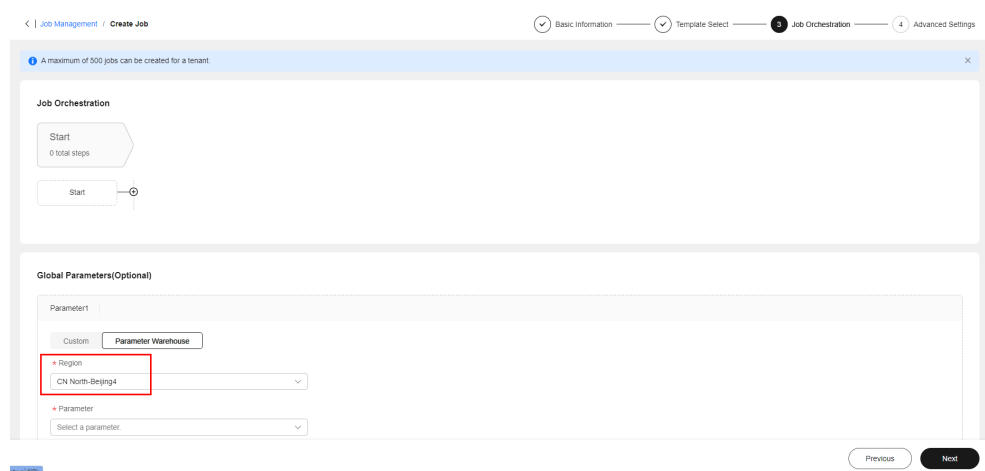 Job Management / Create Job
Basic Information
Template Select
3 Job Orchestration
4 Advanced Settings
A maximum of 500 jobs can be created for a tenant.
Job Orchestration
Start
0 total steps
Start
Global Parameters(Optional)
Parameter1
Custom Parameter Warehouse
* Region
CN North-Beijing4
* Parameter
Select a parameter.
Previous Next